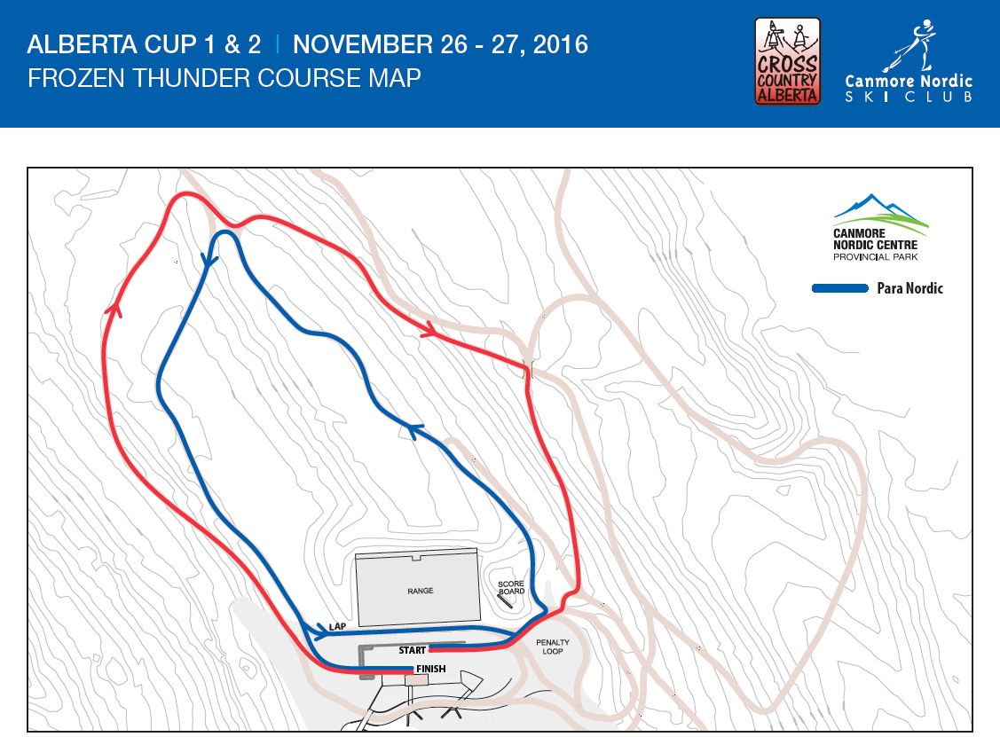 ALBERTA CUP 1 & 2 | NOVEMBER 26 - 27, 2016
FROZEN THUNDER COURSE MAP
CROSS
COUNTRY
ALBERTA
Canmore Nordic
SKI CLUB
CANMORE
NORDIC CENTRE
PROVINCIAL PARK
Para Nordic
RANGE
SCORE
BOARD
LAP
START
PENALTY
LOOP
FINISH